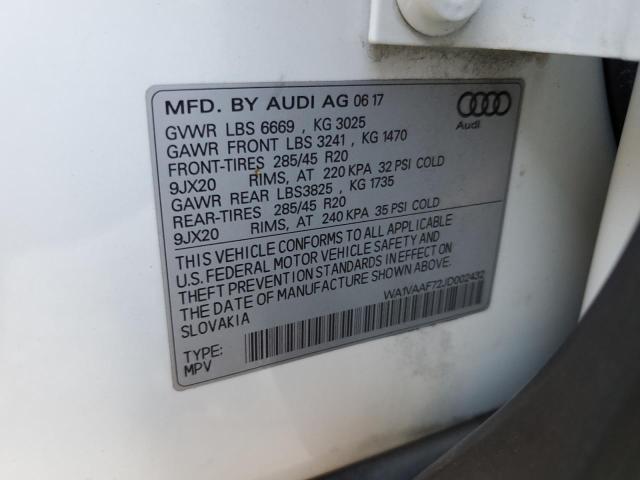 MFD. BY AUDI AG 06 17
Audi
GVWR LBS 6669 , KG 3025
GAWR FRONT LBS 3241 , KG 1470
FRONT-TIRES 285/45 R20
9JX20 RIMS, AT 220 KPA 32 PSI COLD
GAWR REAR LBS3825 , KG 1735
REAR-TIRES 285/45 R20
9JX20 RIMS, AT 240 KPA 35 PSI COLD
THIS VEHICLE CONFORMS TO ALL APPLICABLE
U.S. FEDERAL MOTOR VEHICLE SAFETY AND
THEFT PREVENTION STANDARDS IN EFFECT ON
THE DATE OF MANUFACTURE SHOWN ABOVE.
SLOVAKIA
WA1VAAF72JD002432
TYPE:
MPV